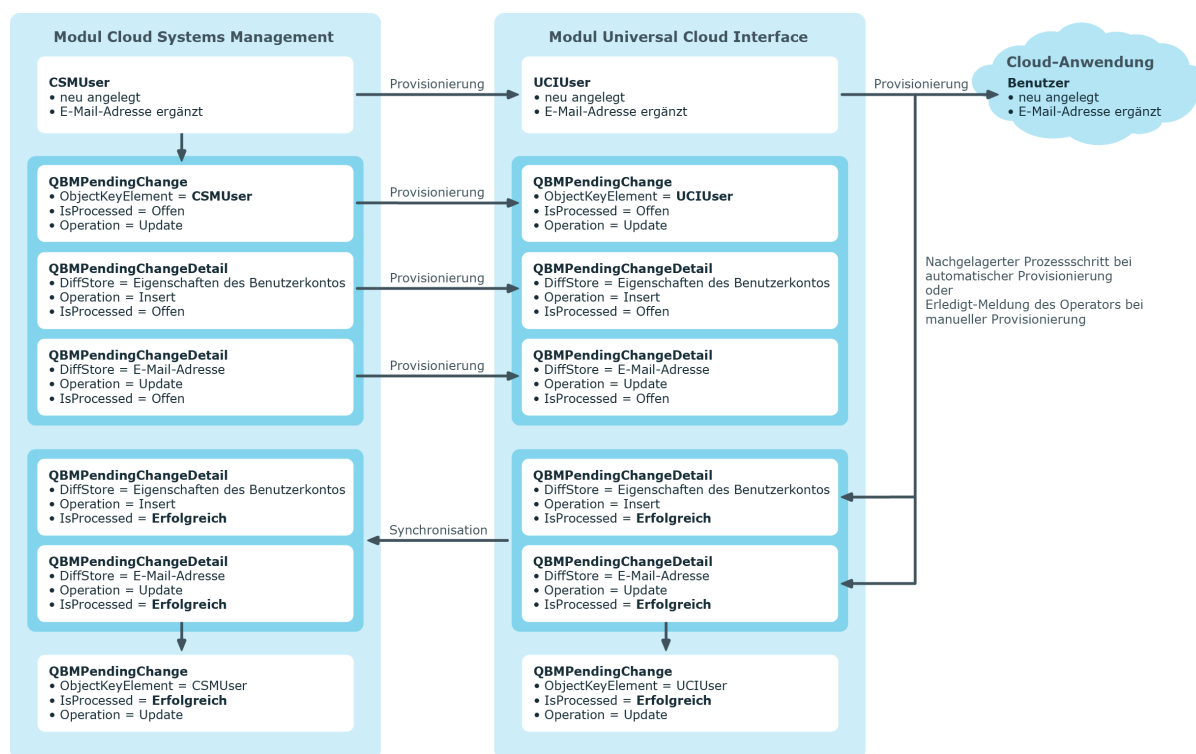 Modul Cloud Systems Management
CSMUser
• neu angelegt
• E-Mail-Adresse ergänzt
QBMPendingChange
• ObjectKeyElement = CSMUser
• IsProcessed = Offen
• Operation = Update
QBMPendingChangeDetail
• DiffStore = Eigenschaften des Benutzerkontos
• Operation = Insert
• IsProcessed = Offen
QBMPendingChangeDetail
• DiffStore = E-Mail-Adresse
• Operation = Update
• IsProcessed = Offen
QBMPendingChangeDetail
• DiffStore = Eigenschaften des Benutzerkontos
• Operation = Insert
• IsProcessed = Erfolgreich
QBMPendingChangeDetail
• DiffStore = E-Mail-Adresse
• Operation = Update
• IsProcessed = Erfolgreich
QBMPendingChange
• ObjectKeyElement = CSMUser
• IsProcessed = Erfolgreich
• Operation = Update
Provisionierung
Provisionierung
Provisionierung
Provisionierung
Synchronisation
Modul Universal Cloud Interface
UCIUser
• neu angelegt
• E-Mail-Adresse ergänzt
QBMPendingChange
• ObjectKeyElement = UCIUser
• IsProcessed = Offen
• Operation = Update
QBMPendingChangeDetail
• DiffStore = Eigenschaften des Benutzerkontos
• Operation = Insert
• IsProcessed = Offen
QBMPendingChangeDetail
• DiffStore = E-Mail-Adresse
• Operation = Update
• IsProcessed = Offen
QBMPendingChangeDetail
• DiffStore = Eigenschaften des Benutzerkontos
• Operation = Insert
• IsProcessed = Erfolgreich
QBMPendingChangeDetail
• DiffStore = E-Mail-Adresse
• Operation = Update
• IsProcessed = Erfolgreich
QBMPendingChange
• ObjectKeyElement = UCIUser
• IsProcessed = Erfolgreich
• Operation = Update
Provisionierung
Cloud-Anwendung
Benutzer
• neu angelegt
• E-Mail-Adresse ergänzt
Nachgelagerter Prozessschritt bei
automatischer Provisionierung
oder
Erledigt-Meldung des Operators bei
manueller Provisionierung